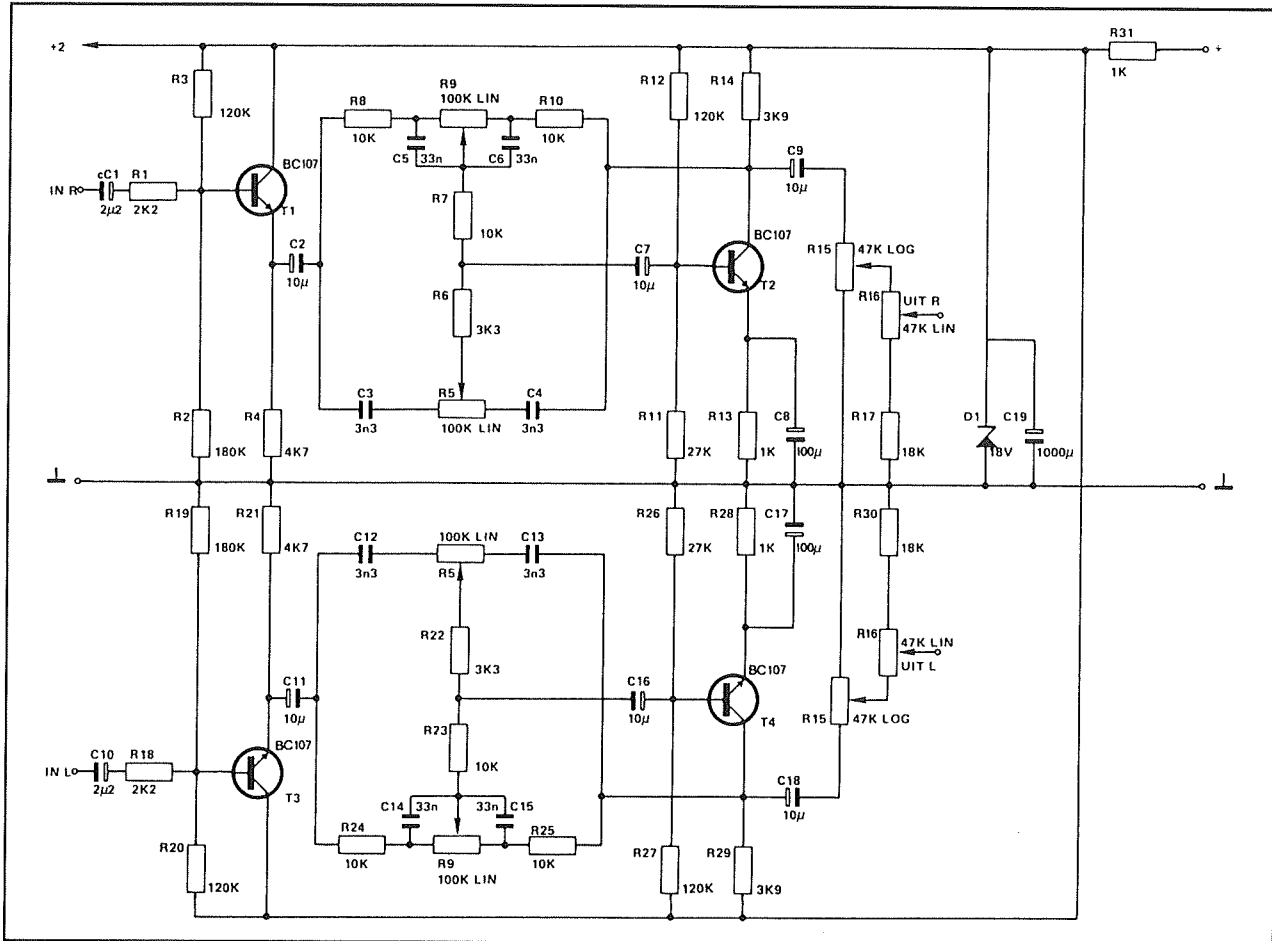 +2
R31
+
1K
R3
120K
R8
10K
R9
100K LIN
R10
10K
R12
120K
R14
3K9
C5
33n
C6
33n
C9
10µ
BC107
cC1
R1
IN R
2µ2
2K2
T1
R7
10K
C2
10µ
C7
10µ
BC107
T2
R15
47K LOG
R16
UIT R
47K LIN
R6
3K3
C3
3n3
R5
100K LIN
C4
3n3
R2
180K
R4
4K7
R11
27K
R13
1K
C8
100µ
R17
18K
D1
18V
C19
1000µ
R19
180K
R21
4K7
C12
3n3
100K LIN
R5
C13
3n3
R26
27K
R28
1K
C17
100µ
R30
18K
R22
3K3
R16
47K LIN
UIT L
C11
10µ
C16
10µ
BC107
T4
R15
47K LOG
R23
10K
BC107
C10
R18
IN L
2µ2
2K2
T3
C18
10µ
C14
33n
33n
C15
R24
10K
R9
100K LIN
R25
10K
R20
120K
R27
120K
R29
3K9